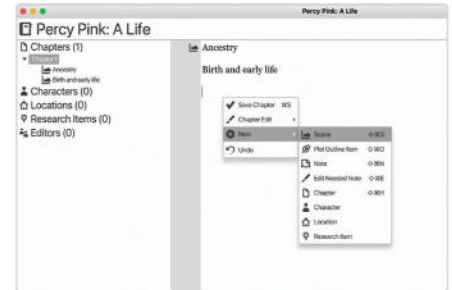 Percy Pink: A Life
Percy Pink: A Life
Chapters (1)
Chapter 1
Ancestry
Birth and early life
Characters (0)
Locations (0)
Research Items (0)
Editors (0)
Ancestry
Birth and early life
Save Chapter ⌘S
Chapter Edit
New
Undo
Scene ⇧⌘S
Plot Outline Item ⇧⌘O
Note ⇧⌘N
Edit Needed Note ⇧⌘E
Chapter ⇧⌘H
Character
Location
Research Item